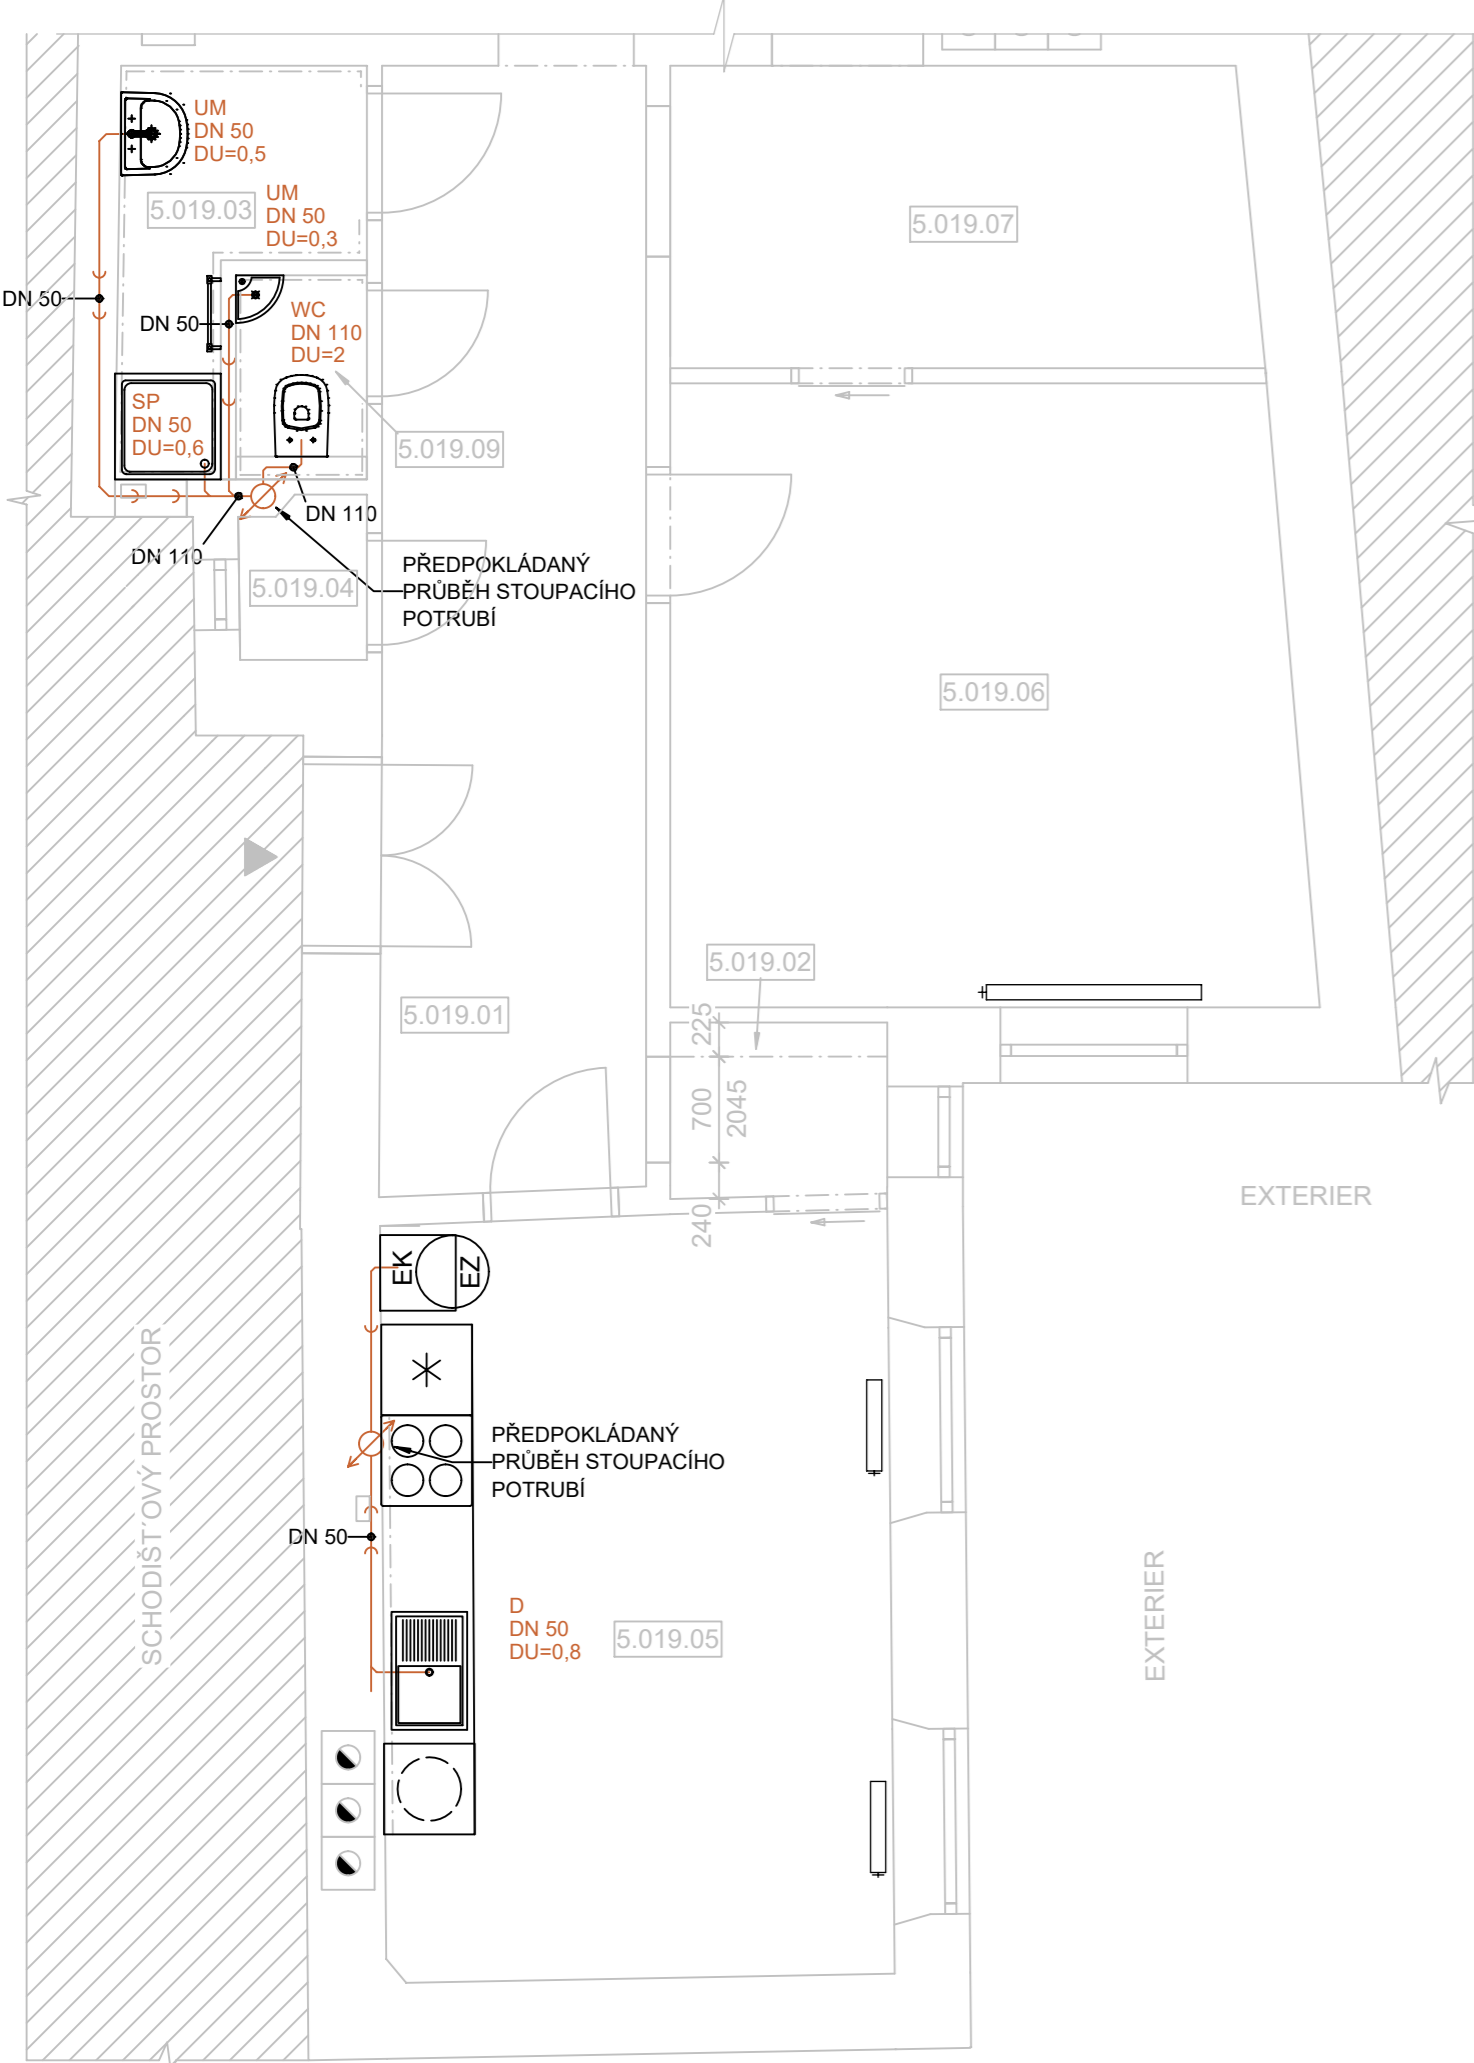 UM
DN 50
DU=0,5
5.019.03
UM
DN 50
DU=0,3
5.019.07
DN 50
DN 50
WC
DN 110
DU=2
SP
DN 50
DU=0,6
5.019.09
DN 110
DN 110
PŘEDPOKLÁDANÝ
PRŮBĚH STOUPACÍHO
POTRUBÍ
5.019.04
5.019.06
5.019.02
5.019.01
225
700
2045
240
EXTERIER
EK
EZ
SCHODIŠŤOVÝ PROSTOR
PŘEDPOKLÁDANÝ
PRŮBĚH STOUPACÍHO
POTRUBÍ
DN 50
D
DN 50
DU=0,8
5.019.05
EXTERIER